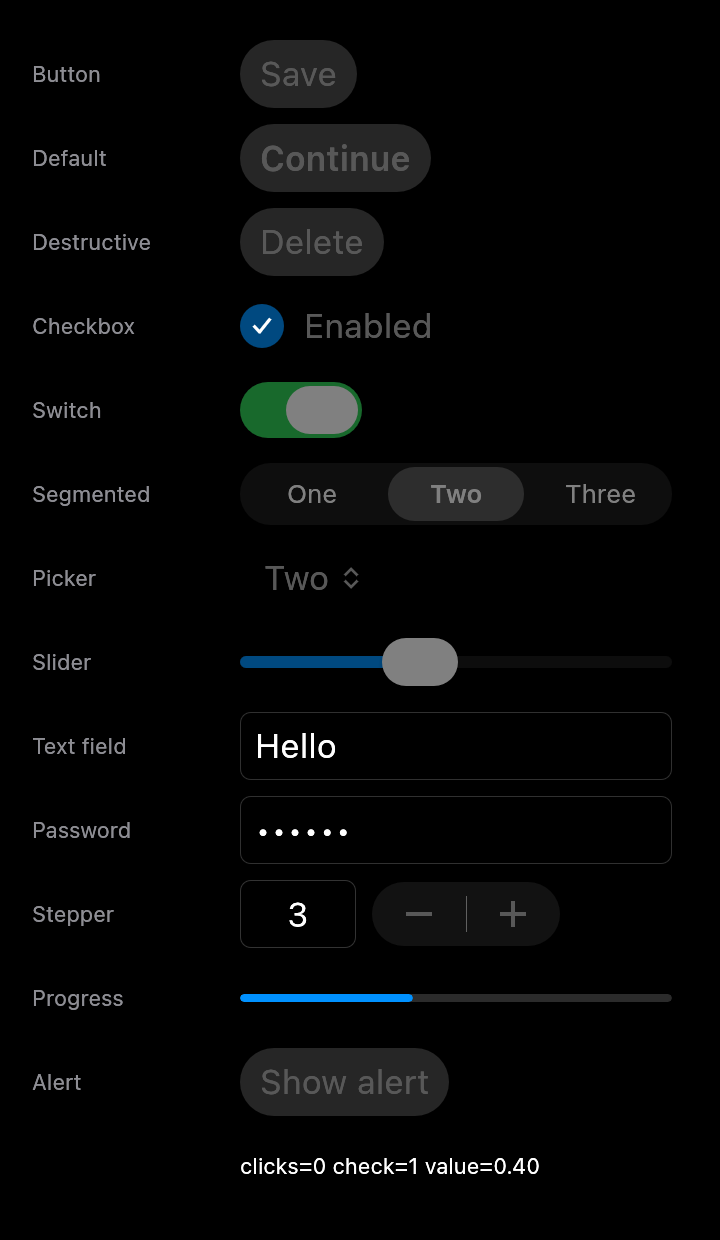 Button Save
Default Continue
Destructive Delete
Checkbox Enabled
Switch
Segmented One Two Three
Picker Two
Slider
Text field Hello
Password ••••••
Stepper 3
Progress
Alert Show alert
clicks=0 check=1 value=0.40